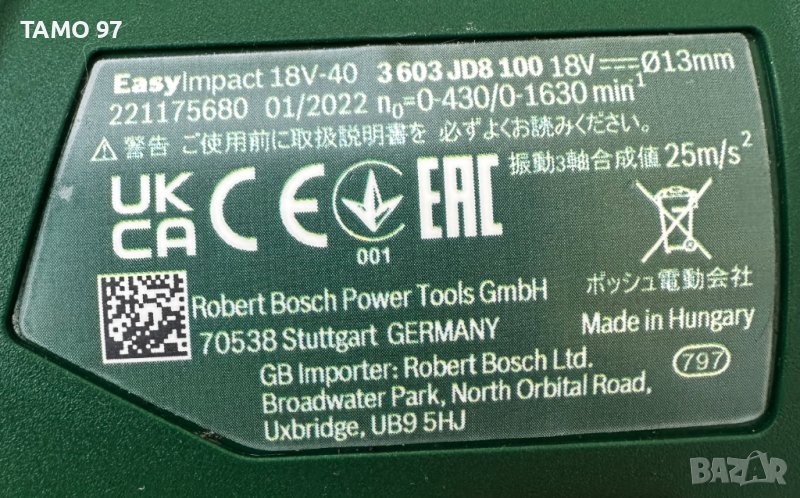 TAMO 97
EasyImpact 18V-40 3 603 JD8 100 18V ⎓ Ø13mm
221175680 01/2022 n₀=0-430/0-1630 min⁻¹
⚠ 警告 ご使用前に取扱説明書を 必ずよくお読みください。
振動3軸合成値 25m/s²
UK
CA
CE
001
EAC
ボッシュ電動会社
Robert Bosch Power Tools GmbH
70538 Stuttgart GERMANY
Made in Hungary
GB Importer: Robert Bosch Ltd.
797
Broadwater Park, North Orbital Road,
Uxbridge, UB9 5HJ
BAZAR